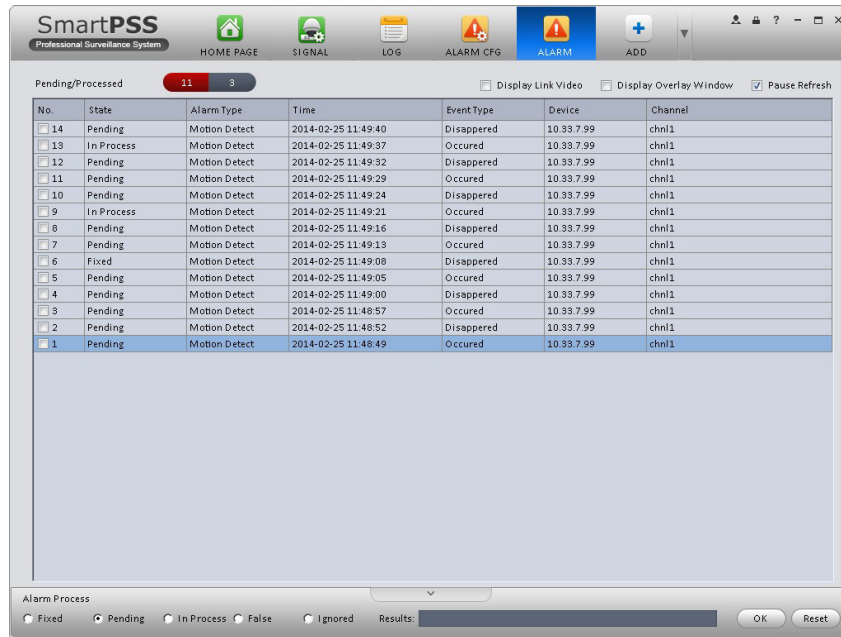 SmartPSS
Professional Surveillance System
HOME PAGE SIGNAL LOG ALARM CFG ALARM ADD
Pending/Processed 11 3 Display Link Video Display Overlay Window Pause Refresh
No. State Alarm Type Time Event Type Device Channel
14 Pending Motion Detect 2014-02-25 11:49:40 Disappered 10.33.7.99 chnl1
13 In Process Motion Detect 2014-02-25 11:49:37 Occured 10.33.7.99 chnl1
12 Pending Motion Detect 2014-02-25 11:49:32 Disappered 10.33.7.99 chnl1
11 Pending Motion Detect 2014-02-25 11:49:29 Occured 10.33.7.99 chnl1
10 Pending Motion Detect 2014-02-25 11:49:24 Disappered 10.33.7.99 chnl1
9 In Process Motion Detect 2014-02-25 11:49:21 Occured 10.33.7.99 chnl1
8 Pending Motion Detect 2014-02-25 11:49:16 Disappered 10.33.7.99 chnl1
7 Pending Motion Detect 2014-02-25 11:49:13 Occured 10.33.7.99 chnl1
6 Fixed Motion Detect 2014-02-25 11:49:08 Disappered 10.33.7.99 chnl1
5 Pending Motion Detect 2014-02-25 11:49:05 Occured 10.33.7.99 chnl1
4 Pending Motion Detect 2014-02-25 11:49:00 Disappered 10.33.7.99 chnl1
3 Pending Motion Detect 2014-02-25 11:48:57 Occured 10.33.7.99 chnl1
2 Pending Motion Detect 2014-02-25 11:48:52 Disappered 10.33.7.99 chnl1
1 Pending Motion Detect 2014-02-25 11:48:49 Occured 10.33.7.99 chnl1
Alarm Process
Fixed Pending In Process False Ignored Results: OK Reset